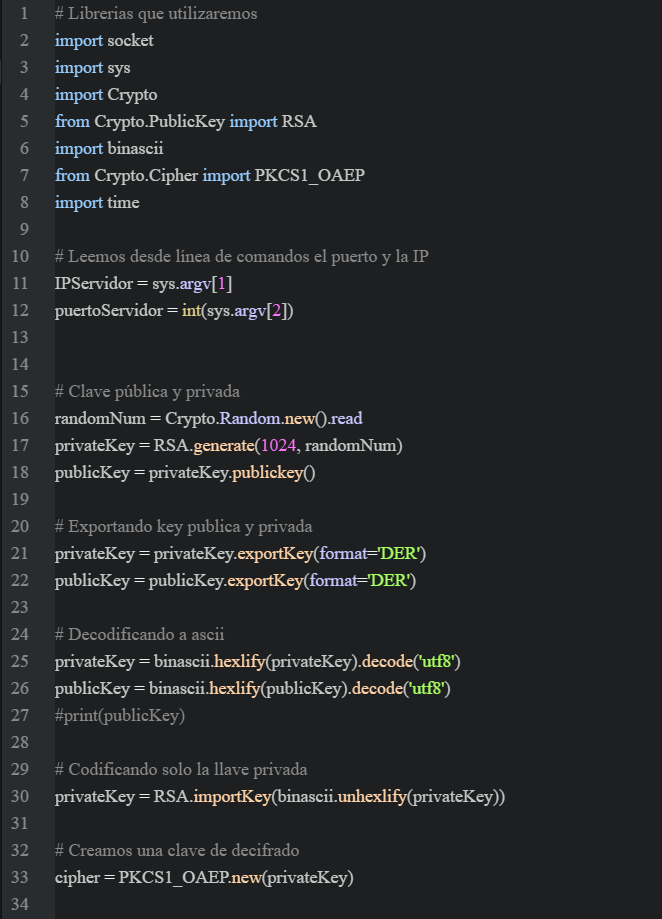 1 # Librerias que utilizaremos
2 import socket
3 import sys
4 import Crypto
5 from Crypto.PublicKey import RSA
6 import binascii
7 from Crypto.Cipher import PKCS1_OAEP
8 import time
9
10 # Leemos desde linea de comandos el puerto y la IP
11 IPServidor = sys.argv[1]
12 puertoServidor = int(sys.argv[2])
13
14
15 # Clave pública y privada
16 randomNum = Crypto.Random.new().read
17 privateKey = RSA.generate(1024, randomNum)
18 publicKey = privateKey.publickey()
19
20 # Exportando key publica y privada
21 privateKey = privateKey.exportKey(format='DER')
22 publicKey = publicKey.exportKey(format='DER')
23
24 # Decodificando a ascii
25 privateKey = binascii.hexlify(privateKey).decode('utf8')
26 publicKey = binascii.hexlify(publicKey).decode('utf8')
27 #print(publicKey)
28
29 # Codificando solo la llave privada
30 privateKey = RSA.importKey(binascii.unhexlify(privateKey))
31
32 # Creamos una clave de decifrado
33 cipher = PKCS1_OAEP.new(privateKey)
34